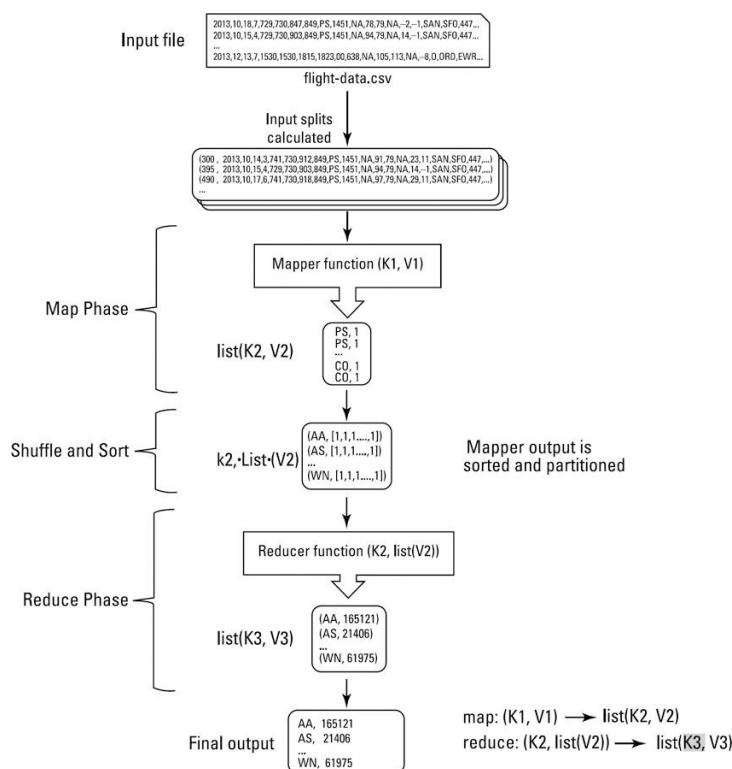 2013,10,18,7,729,730,847,849,PS,1451,NA,78,79,NA,–2,–1,SAN,SFO,447...
2013,10,15,4,729,730,903,849,PS,1451,NA,94,79,NA,14,–1,SAN,SFO,447...
...
2013,12,13,7,1530,1530,1815,1823,00,638,NA,105,113,NA,–8,0,ORD,EWR...
Input file
flight-data.csv
Input splits
calculated
(300 , 2013,10,14,3,741,730,912,849,PS,1451,NA,91,79,NA,23,11,SAN,SFO,447,...)
(395 , 2013,10,15,4,729,730,903,849,PS,1451,NA,94,79,NA,14,–1,SAN,SFO,447,...)
(490 , 2013,10,17,6,741,730,918,849,PS,1451,NA,97,79,NA,29,11,SAN,SFO,447,...)
...
Mapper function (K1, V1)
Map Phase
list(K2, V2)
PS, 1
PS, 1
...
CO, 1
CO, 1
Shuffle and Sort
k2,·List·(V2)
(AA, [1,1,1....,1])
(AS, [1,1,1....,1])
...
(WN, [1,1,1....,1])
Mapper output is
sorted and partitioned
Reducer function (K2, list(V2))
Reduce Phase
list(K3, V3)
(AA, 165121)
(AS, 21406)
...
(WN, 61975)
Final output
AA, 165121
AS, 21406
...
WN, 61975
map: (K1, V1) → list(K2, V2)
reduce: (K2, list(V2)) → list(K3, V3)